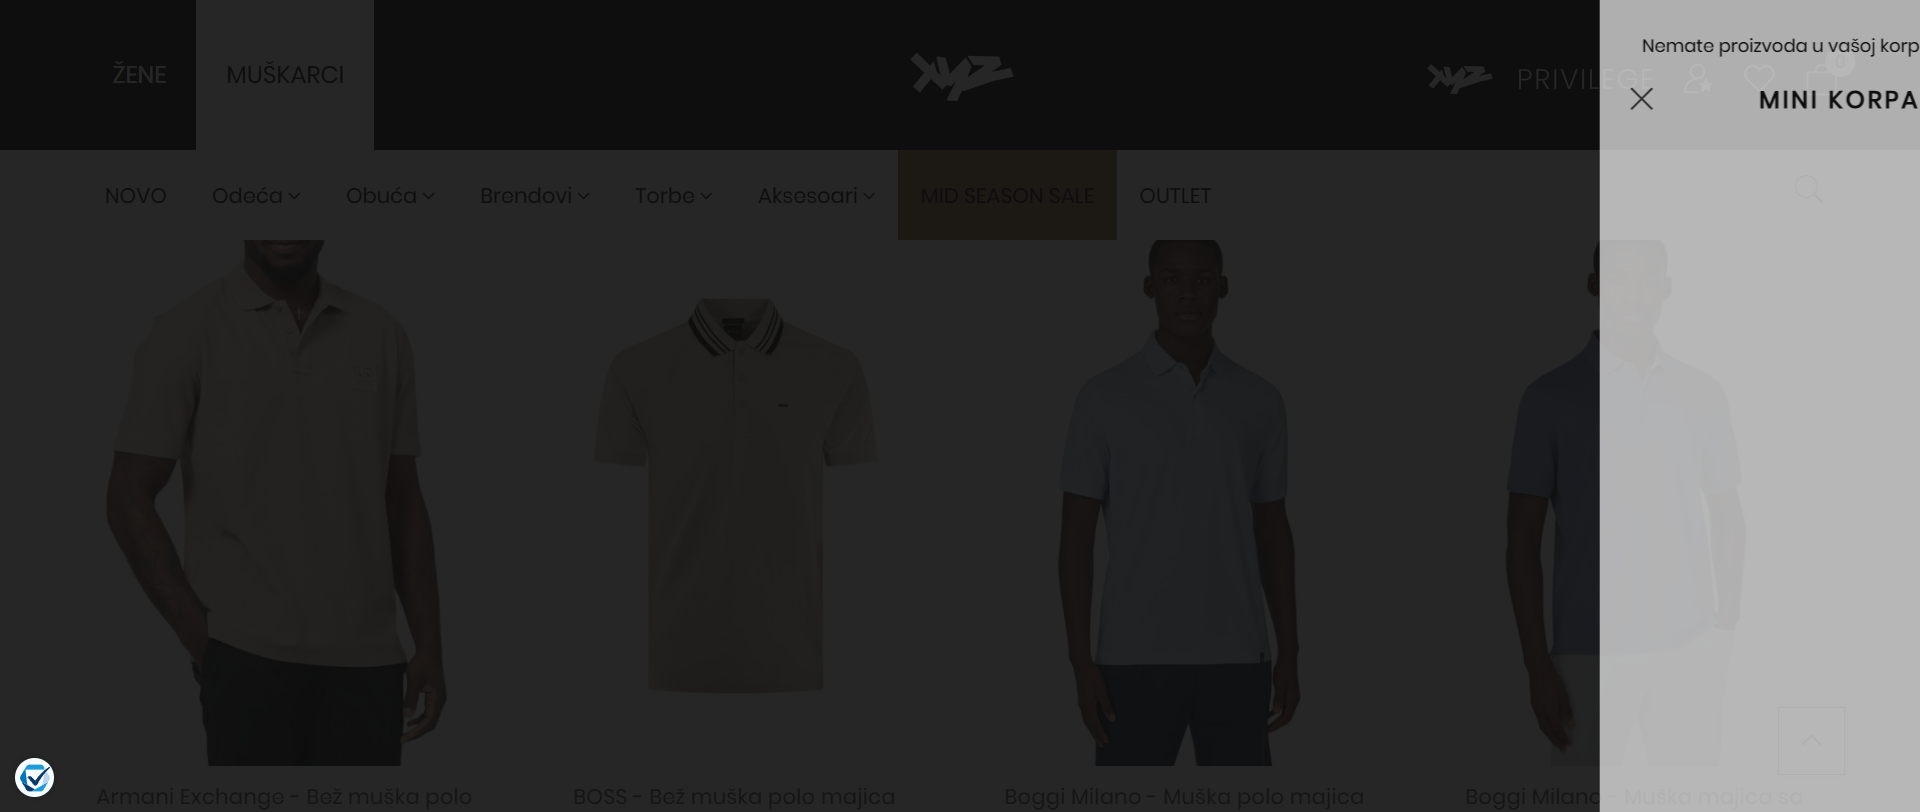 Nemate proizvoda u vašoj korp
ŽENE
MUŠKARCI
xyz
xyz PRIVILEGE
0
MINI KORPA
NOVO
Odeća
Obuća
Brendovi
Torbe
Aksesoari
MID SEASON SALE
OUTLET
Armani Exchange - Bež muška polo
BOSS - Bež muška polo majica
Boggi Milano - Muška polo majica
Boggi Milano - Muška majica sa